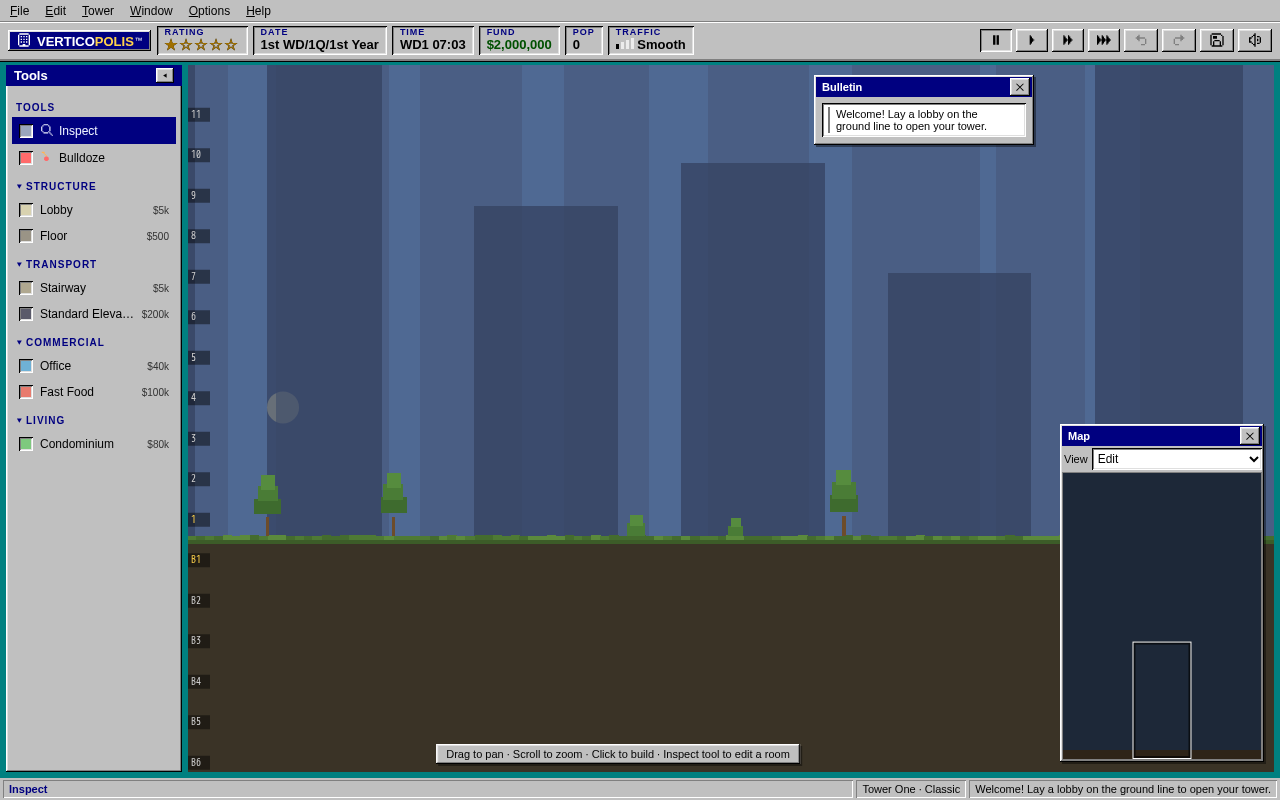 File Edit Tower Window Options Help
VERTICOPOLIS™
RATING
DATE
1st WD/1Q/1st Year
TIME
WD1 07:03
FUND
$2,000,000
POP
0
TRAFFIC
Smooth
Tools
TOOLS
Inspect
Bulldoze
STRUCTURE
Lobby $5k
Floor $500
TRANSPORT
Stairway $5k
Standard Eleva... $200k
COMMERCIAL
Office $40k
Fast Food $100k
LIVING
Condominium $80k
11
10
9
8
7
6
5
4
3
2
1
B1
B2
B3
B4
B5
B6
Bulletin
Welcome! Lay a lobby on the
ground line to open your tower.
Map
View Edit
Drag to pan · Scroll to zoom · Click to build · Inspect tool to edit a room
Inspect
Tower One · Classic
Welcome! Lay a lobby on the ground line to open your tower.